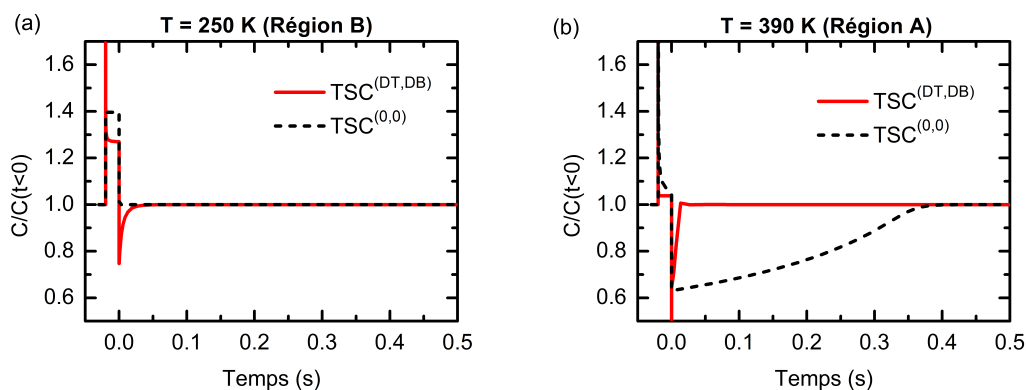 (a) T = 250 K (Région B)
C/C(t<0)
1.6
1.4
1.2
1.0
0.8
0.6
TSC(DT,DB)
TSC(0,0)
0.0 0.1 0.2 0.3 0.4 0.5
Temps (s)
(b) T = 390 K (Région A)
C/C(t<0)
1.6
1.4
1.2
1.0
0.8
0.6
TSC(DT,DB)
TSC(0,0)
0.0 0.1 0.2 0.3 0.4 0.5
Temps (s)